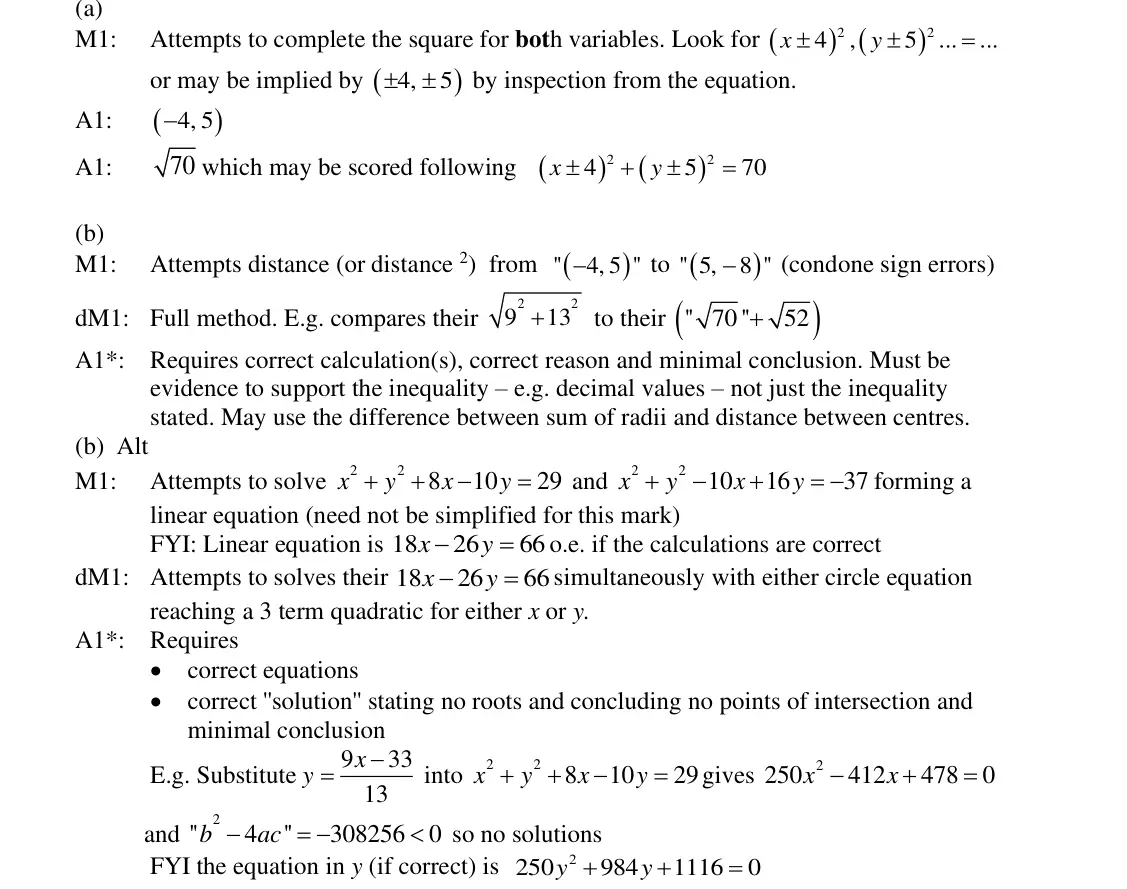 (a)
M1: Attempts to complete the square for both variables. Look for (x ± 4)², (y ± 5)² ... = ...
or may be implied by (±4, ±5) by inspection from the equation.
A1: (−4, 5)
A1: √70 which may be scored following (x ± 4)² + (y ± 5)² = 70
(b)
M1: Attempts distance (or distance ²) from "(−4, 5)" to "(5, −8)" (condone sign errors)
dM1: Full method. E.g. compares their √(9² + 13²) to their ("√70" + √52)
A1*: Requires correct calculation(s), correct reason and minimal conclusion. Must be
evidence to support the inequality – e.g. decimal values – not just the inequality
stated. May use the difference between sum of radii and distance between centres.
(b) Alt
M1: Attempts to solve x² + y² + 8x − 10y = 29 and x² + y² − 10x + 16y = −37 forming a
linear equation (need not be simplified for this mark)
FYI: Linear equation is 18x − 26y = 66 o.e. if the calculations are correct
dM1: Attempts to solves their 18x − 26y = 66 simultaneously with either circle equation
reaching a 3 term quadratic for either x or y.
A1*: Requires
• correct equations
• correct "solution" stating no roots and concluding no points of intersection and
minimal conclusion
E.g. Substitute y = (9x − 33)/13 into x² + y² + 8x − 10y = 29 gives 250x² − 412x + 478 = 0
and "b² − 4ac" = −308256 < 0 so no solutions
FYI the equation in y (if correct) is 250y² + 984y + 1116 = 0